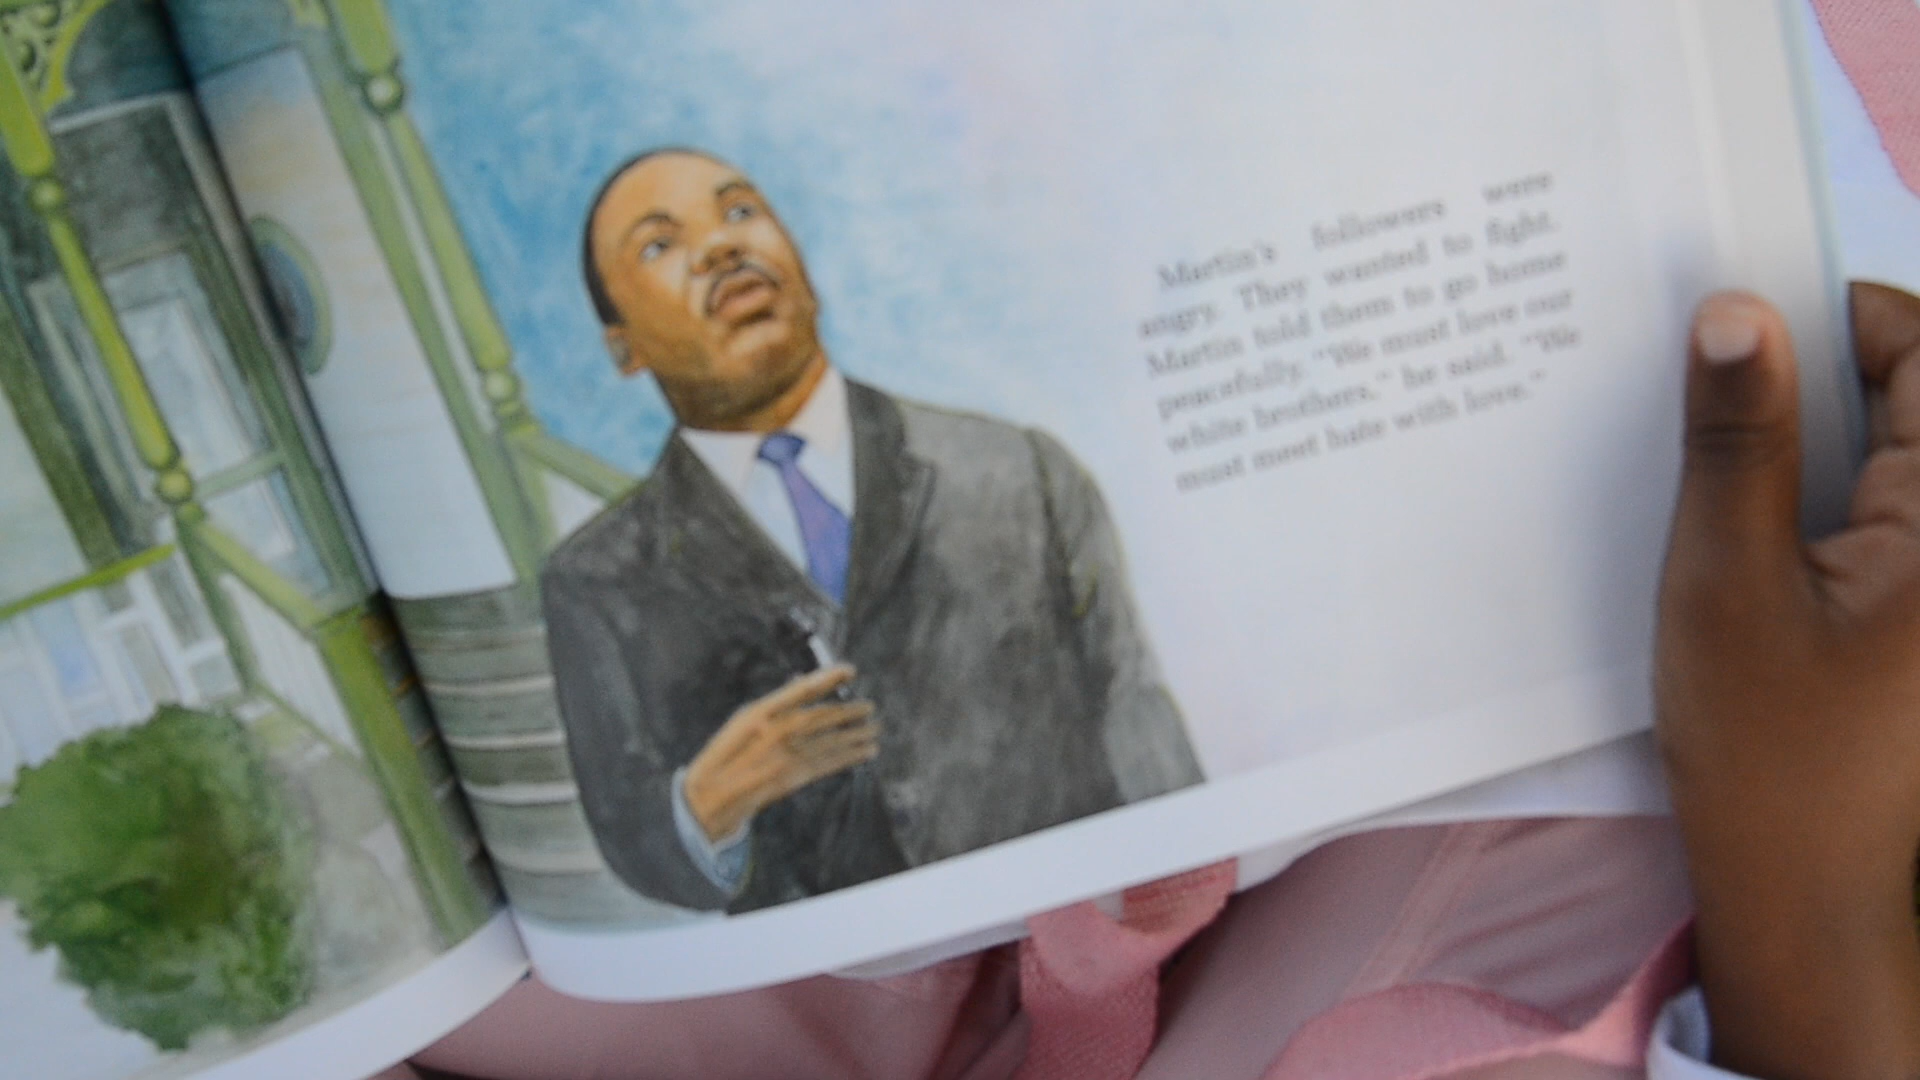 Martin's followers were
angry. They wanted to fight.
Martin told them to go home
peacefully. "We must love our
white brothers," he said. "We
must meet hate with love."